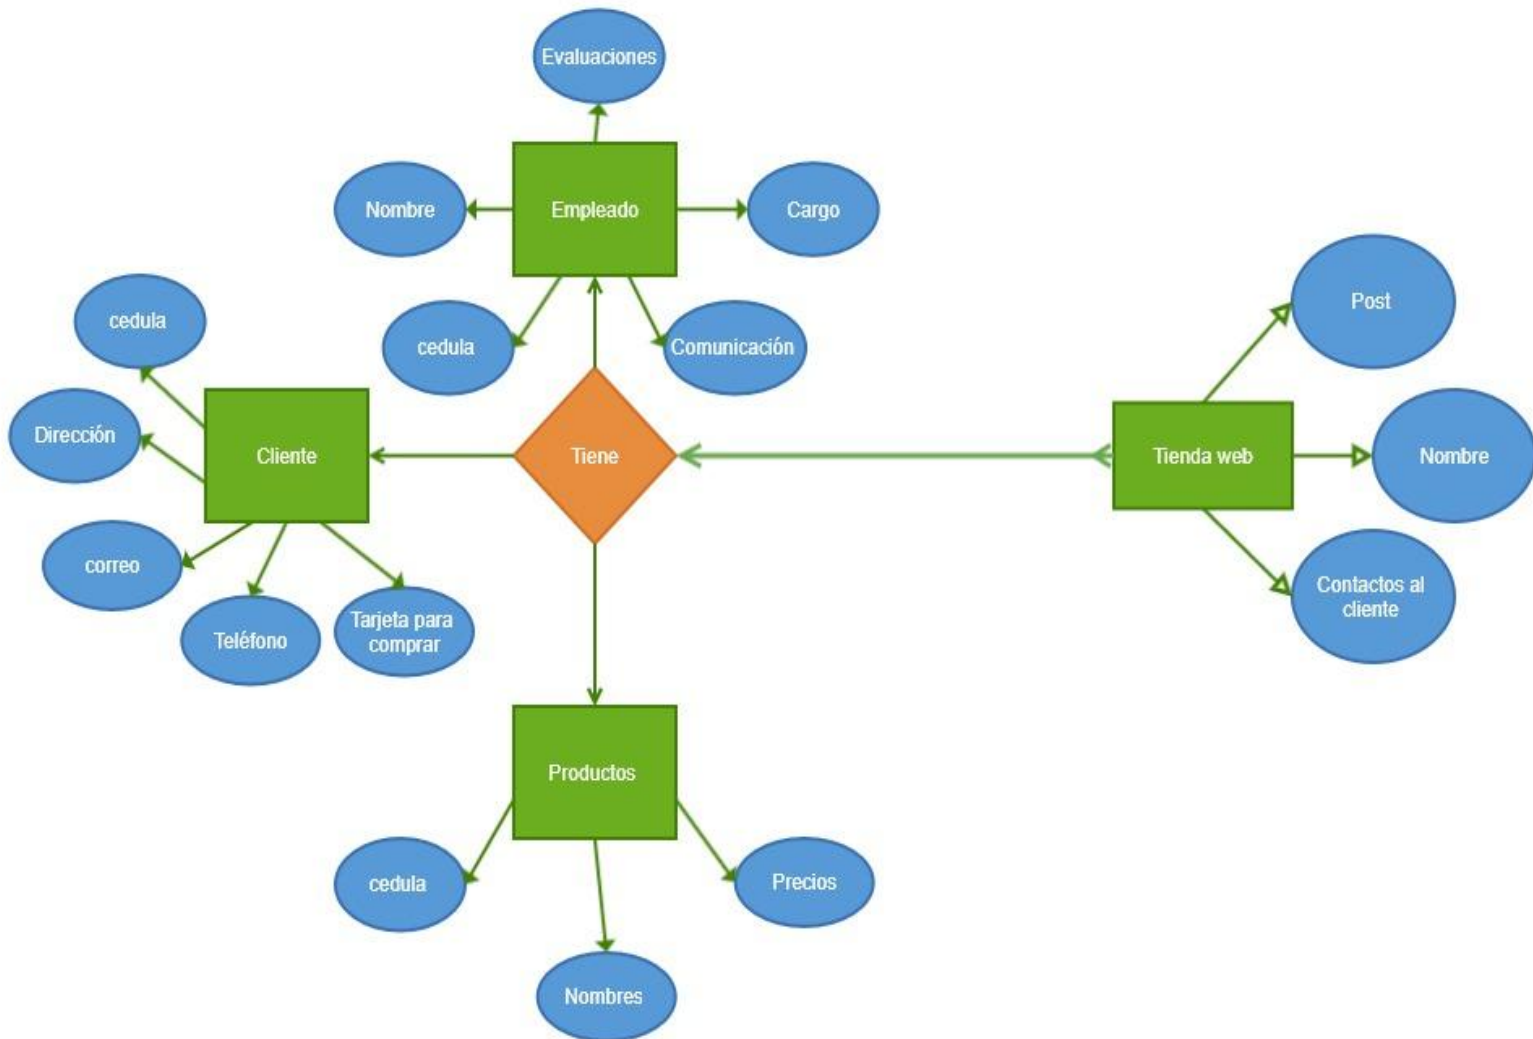 Evaluaciones
Nombre
Empleado
Cargo
cedula
Comunicación
cedula
Dirección
Cliente
correo
Teléfono
Tarjeta para
comprar
Tiene
Tienda web
Post
Nombre
Contactos al
cliente
Productos
cedula
Precios
Nombres